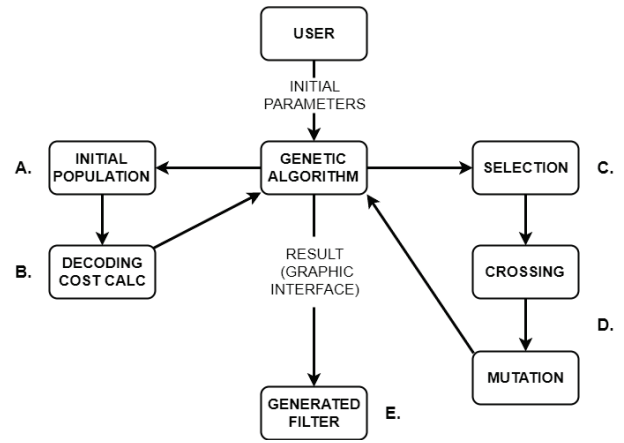 USER
INITIAL
PARAMETERS
A.
INITIAL
POPULATION
GENETIC
ALGORITHM
SELECTION
C.
B.
DECODING
COST CALC
RESULT
(GRAPHIC
INTERFACE)
CROSSING
D.
MUTATION
GENERATED
FILTER
E.